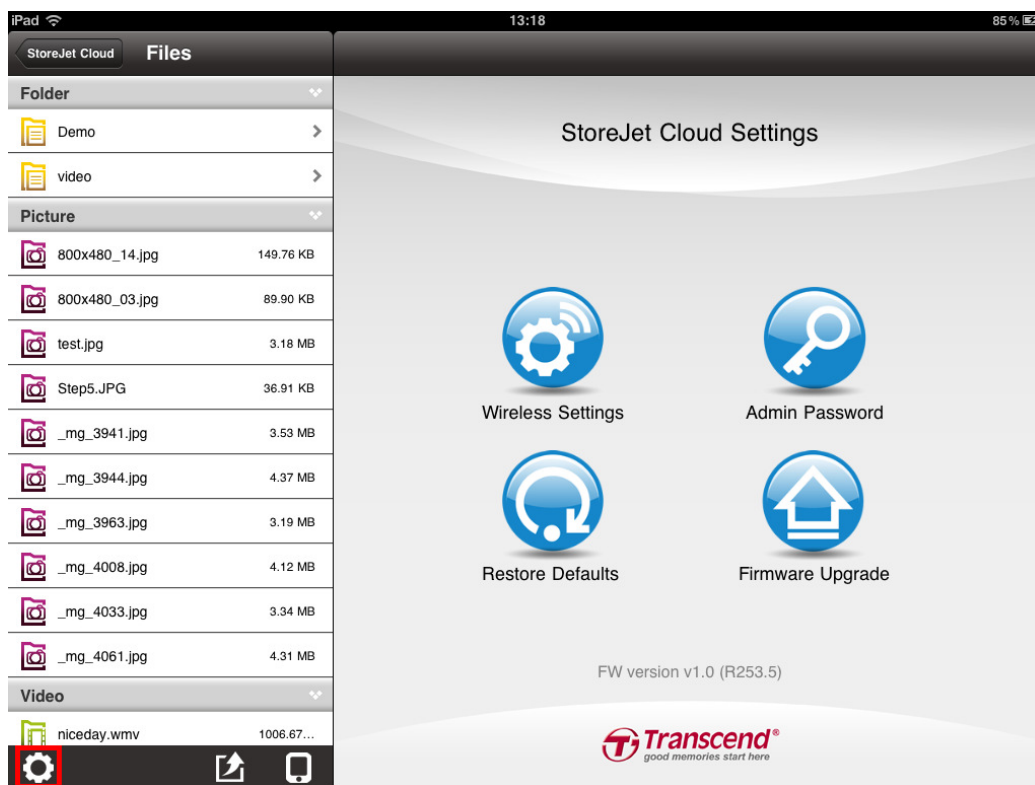 iPad 13:18 85%
StoreJet Cloud Files
Folder
Demo
video
Picture
800x480_14.jpg 149.76 KB
800x480_03.jpg 89.90 KB
test.jpg 3.18 MB
Step5.JPG 36.91 KB
_mg_3941.jpg 3.53 MB
_mg_3944.jpg 4.37 MB
_mg_3963.jpg 3.19 MB
_mg_4008.jpg 4.12 MB
_mg_4033.jpg 3.34 MB
_mg_4061.jpg 4.31 MB
Video
niceday.wmv 1006.67...
StoreJet Cloud Settings
Wireless Settings
Admin Password
Restore Defaults
Firmware Upgrade
FW version v1.0 (R253.5)
Transcend®
good memories start here